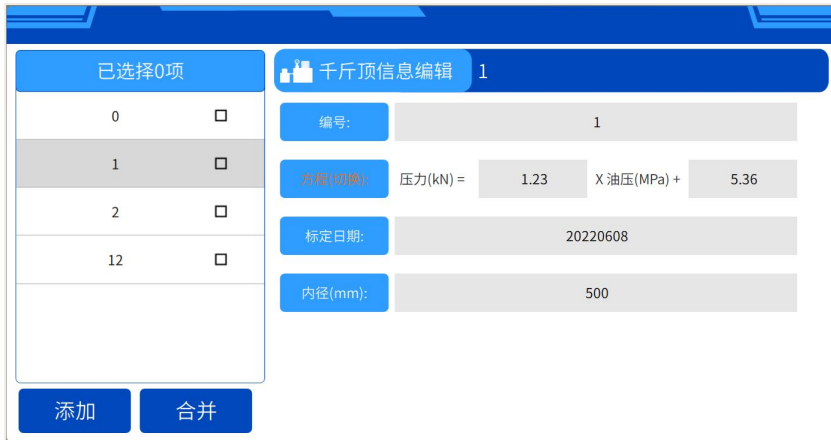 已选择0项
0
1
2
12
添加 合并
千斤顶信息编辑 1
编号: 1
方程(切换): 压力(kN) = 1.23 X 油压(MPa) + 5.36
标定日期: 20220608
内径(mm): 500